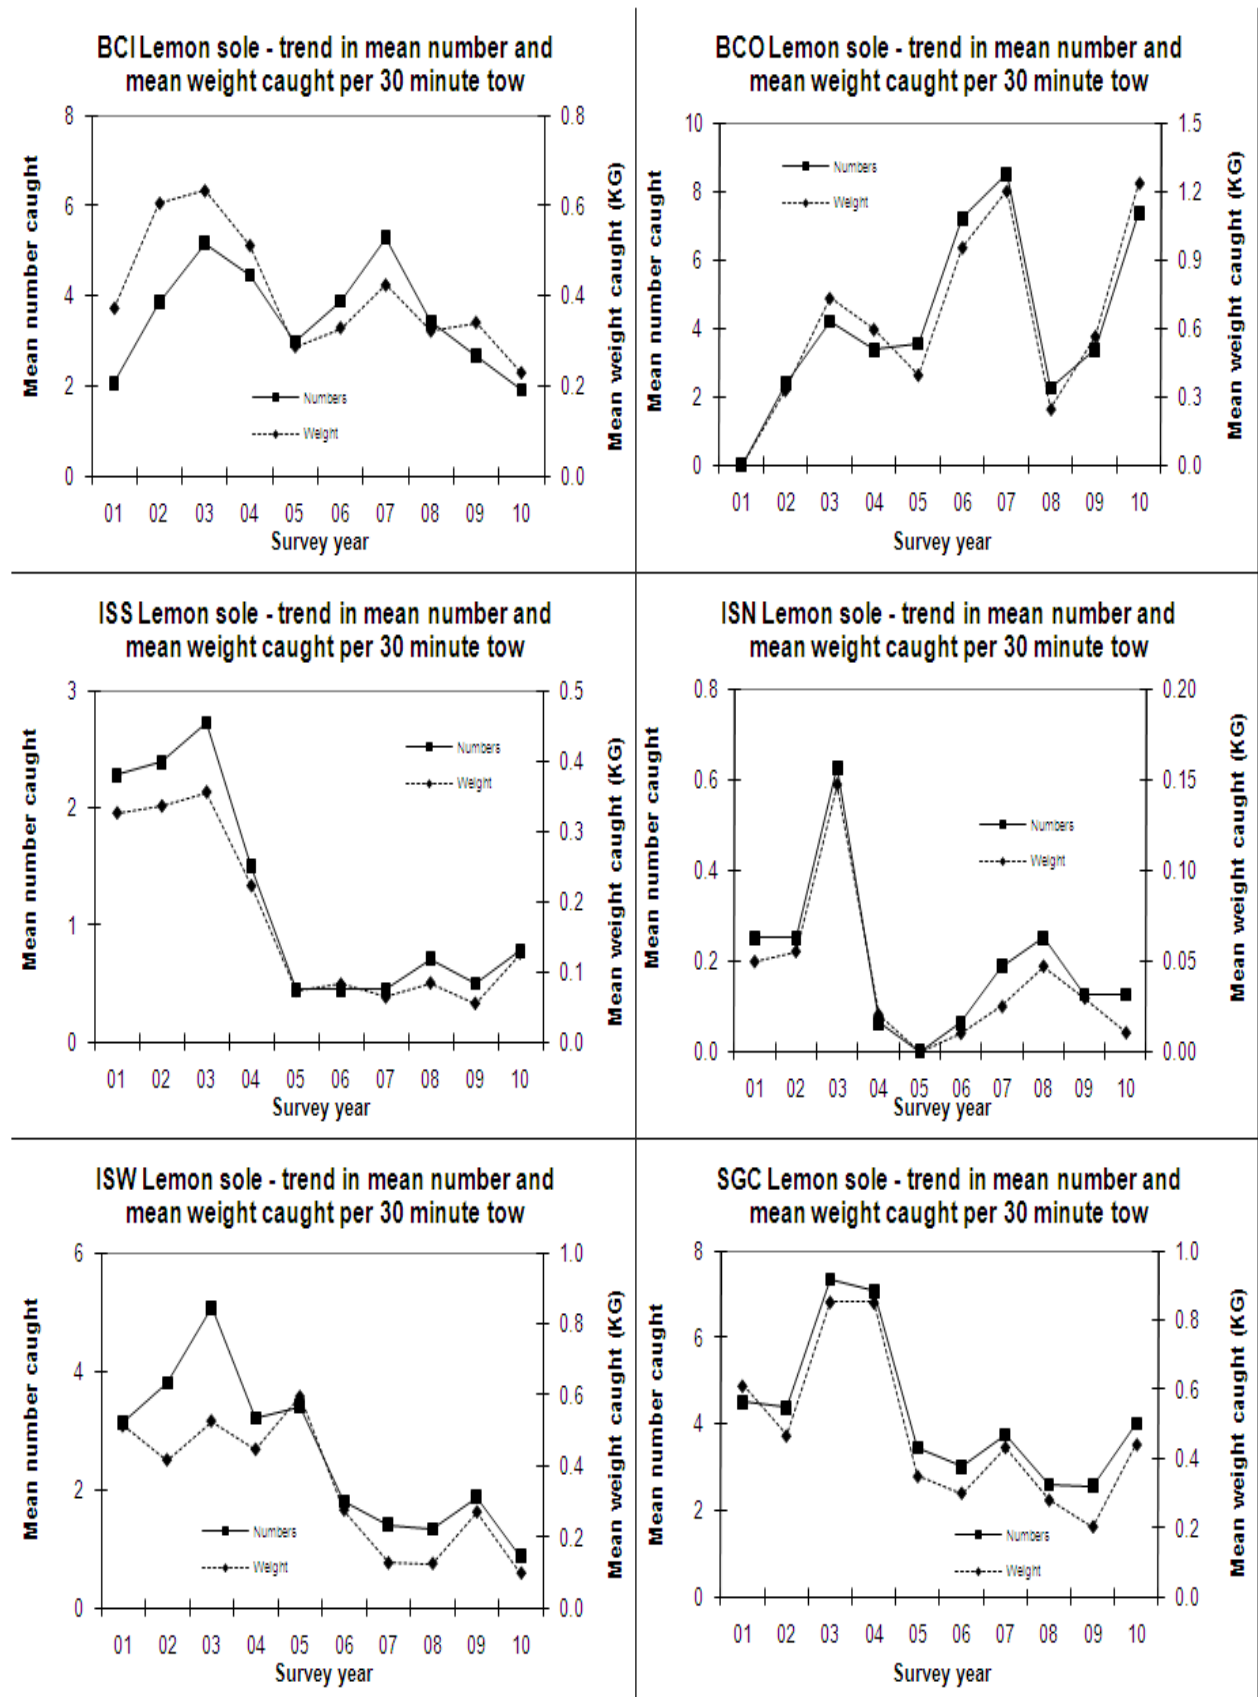 BCI Lemon sole - trend in mean number and
mean weight caught per 30 minute tow
Mean number caught
8
6
4
2
0
0.8
0.6
0.4
0.2
0.0
Mean weight caught (KG)
Numbers
Weight
01 02 03 04 05 06 07 08 09 10
Survey year
BCO Lemon sole - trend in mean number and
mean weight caught per 30 minute tow
Mean number caught
10
8
6
4
2
0
1.5
1.2
0.9
0.6
0.3
0.0
Mean weight caught (KG)
Numbers
Weight
01 02 03 04 05 06 07 08 09 10
Survey year
ISS Lemon sole - trend in mean number and
mean weight caught per 30 minute tow
Mean number caught
3
2
1
0
0.5
0.4
0.3
0.2
0.1
0.0
Mean weight caught (KG)
Numbers
Weight
01 02 03 04 05 06 07 08 09 10
Survey year
ISN Lemon sole - trend in mean number and
mean weight caught per 30 minute tow
Mean number caught
0.8
0.6
0.4
0.2
0.0
0.20
0.15
0.10
0.05
0.00
Mean weight caught (KG)
Numbers
Weight
01 02 03 04 05 06 07 08 09 10
Survey year
ISW Lemon sole - trend in mean number and
mean weight caught per 30 minute tow
Mean number caught
6
4
2
0
1.0
0.8
0.6
0.4
0.2
0.0
Mean weight caught (KG)
Numbers
Weight
01 02 03 04 05 06 07 08 09 10
Survey year
SGC Lemon sole - trend in mean number and
mean weight caught per 30 minute tow
Mean number caught
8
6
4
2
0
1.0
0.8
0.6
0.4
0.2
0.0
Mean weight caught (KG)
Numbers
Weight
01 02 03 04 05 06 07 08 09 10
Survey year